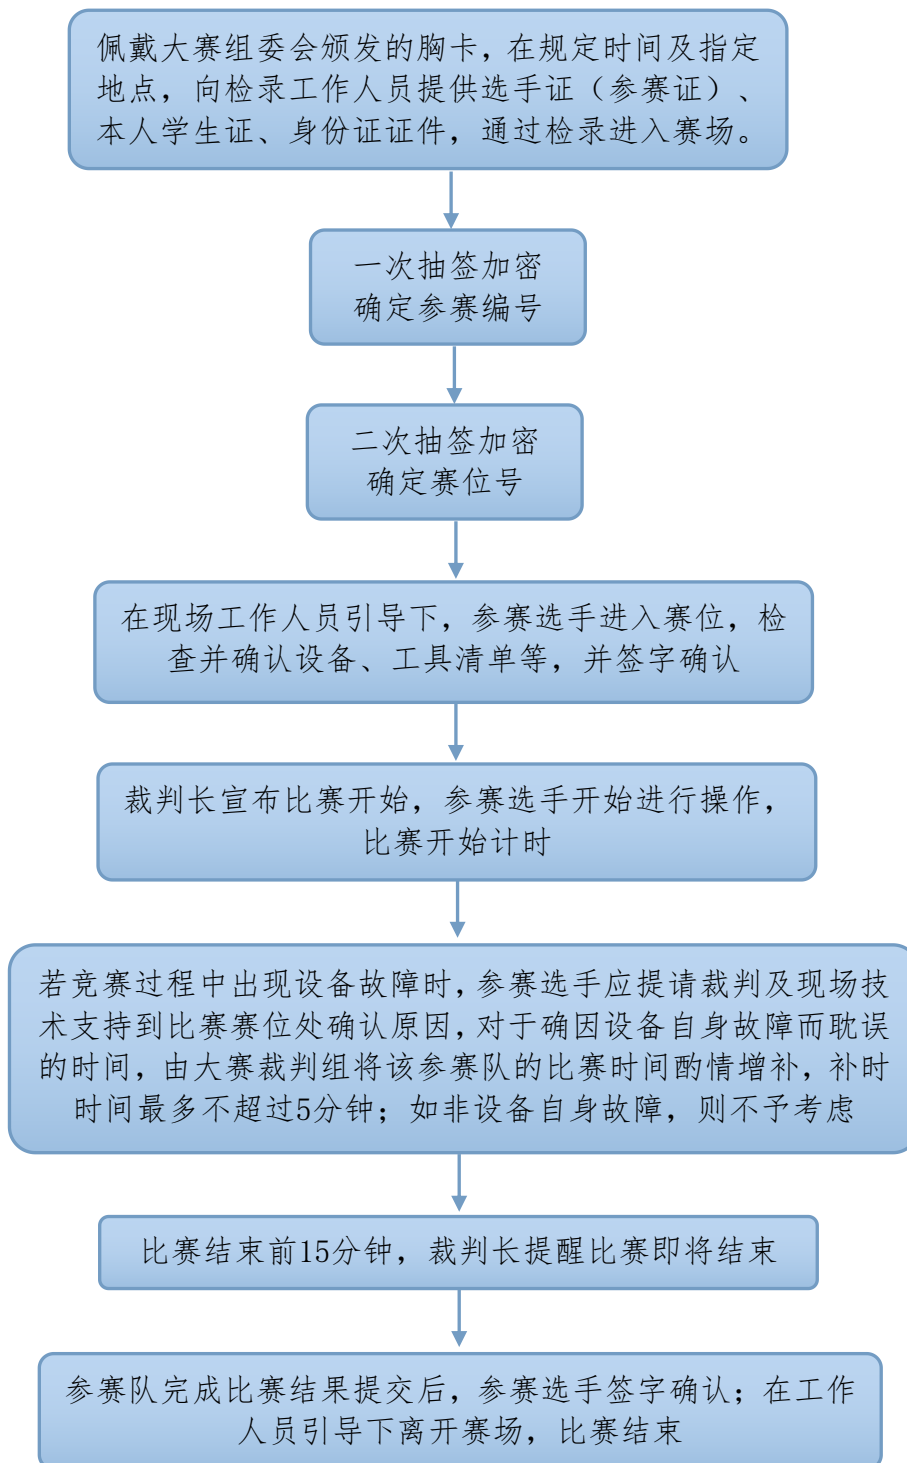 佩戴大赛组委会颁发的胸卡，在规定时间及指定
地点，向检录工作人员提供选手证（参赛证）、
本人学生证、身份证证件，通过检录进入赛场。
一次抽签加密
确定参赛编号
二次抽签加密
确定赛位号
在现场工作人员引导下，参赛选手进入赛位，检
查并确认设备、工具清单等，并签字确认
裁判长宣布比赛开始，参赛选手开始进行操作，
比赛开始计时
若竞赛过程中出现设备故障时，参赛选手应提请裁判及现场技
术支持到比赛赛位处确认原因，对于确因设备自身故障而耽误
的时间，由大赛裁判组将该参赛队的比赛时间酌情增补，补时
时间最多不超过5分钟；如非设备自身故障，则不予考虑
比赛结束前15分钟，裁判长提醒比赛即将结束
参赛队完成比赛结果提交后，参赛选手签字确认；在工作
人员引导下离开赛场，比赛结束